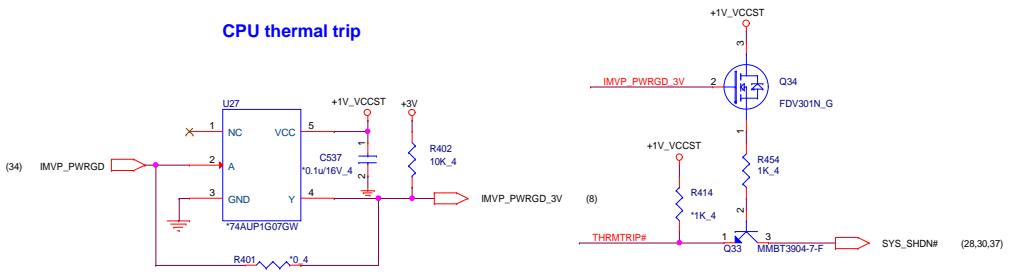 CPU thermal trip
+1V_VCCST
3
IMVP_PWRGD_3V
2
Q34
FDV301N_G
1
U27
+1V_VCCST
+3V
1
NC
VCC
5
+1V_VCCST
R454
1K_4
1
C537
*0.1u/16V_4
2
R402
10K_4
(34)
IMVP_PWRGD
2
A
R414
*1K_4
3
GND
Y
4
IMVP_PWRGD_3V
(8)
2
*74AUP1G07GW
THRMTRIP#
1
3
SYS_SHDN#
(28,30,37)
Q33
MMBT3904-7-F
R401
*0_4